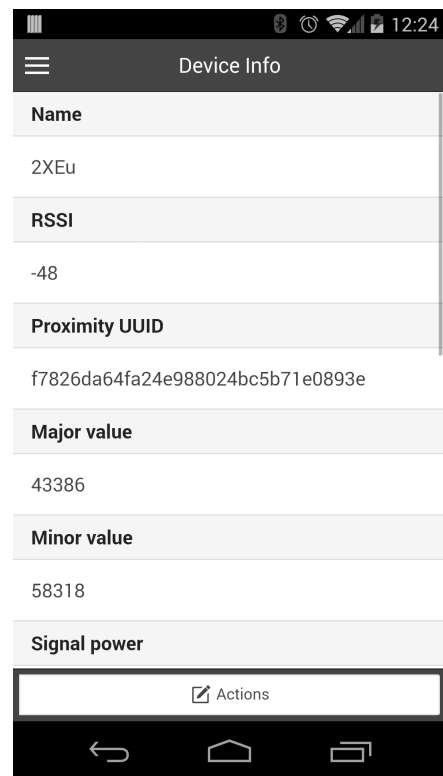 12:24
Device Info
Name
2XEu
RSSI
-48
Proximity UUID
f7826da64fa24e988024bc5b71e0893e
Major value
43386
Minor value
58318
Signal power
Actions